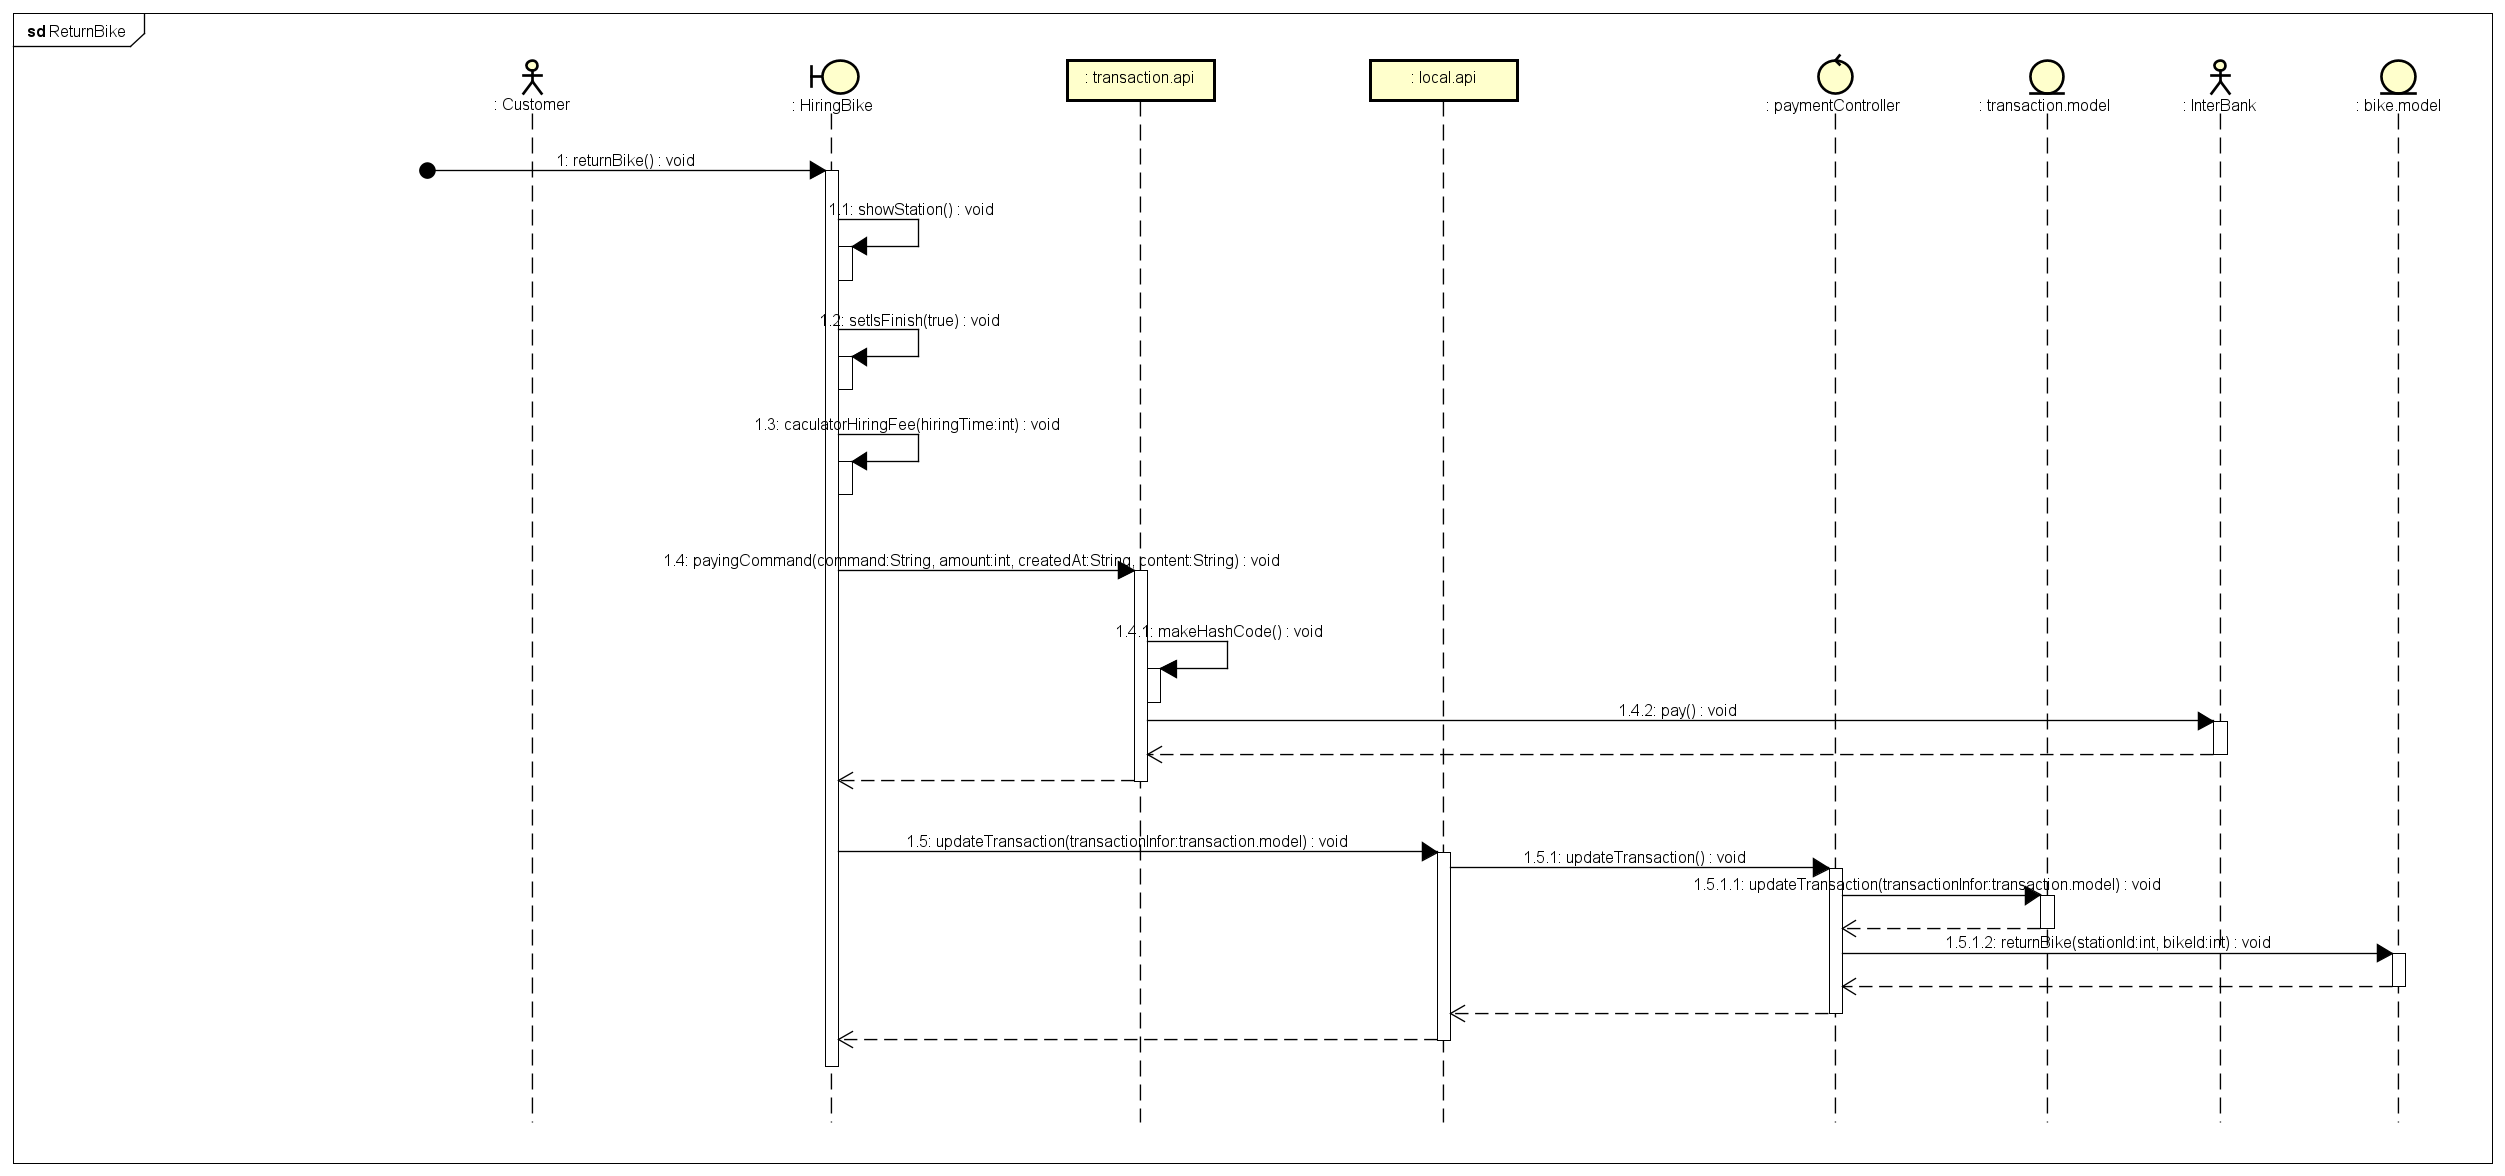 sd ReturnBike
: Customer
: HiringBike
: transaction.api
: local.api
: paymentController
: transaction.model
: InterBank
: bike.model
1: returnBike() : void
1.1: showStation() : void
1.2: setIsFinish(true) : void
1.3: caculatorHiringFee(hiringTime:int) : void
1.4: payingCommand(command:String, amount:int, createdAt:String, content:String) : void
1.4.1: makeHashCode() : void
1.4.2: pay() : void
1.5: updateTransaction(transactionInfor:transaction.model) : void
1.5.1: updateTransaction() : void
1.5.1.1: updateTransaction(transactionInfor:transaction.model) : void
1.5.1.2: returnBike(stationId:int, bikeId:int) : void